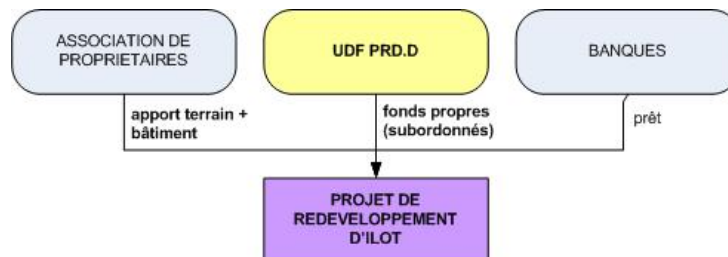 ASSOCIATION DE
PROPRIETAIRES
UDF PRD.D
BANQUES
apport terrain +
bâtiment
fonds propres
(subordonnés)
prêt
PROJET DE
REDEVELOPPEMENT
D'ILOT